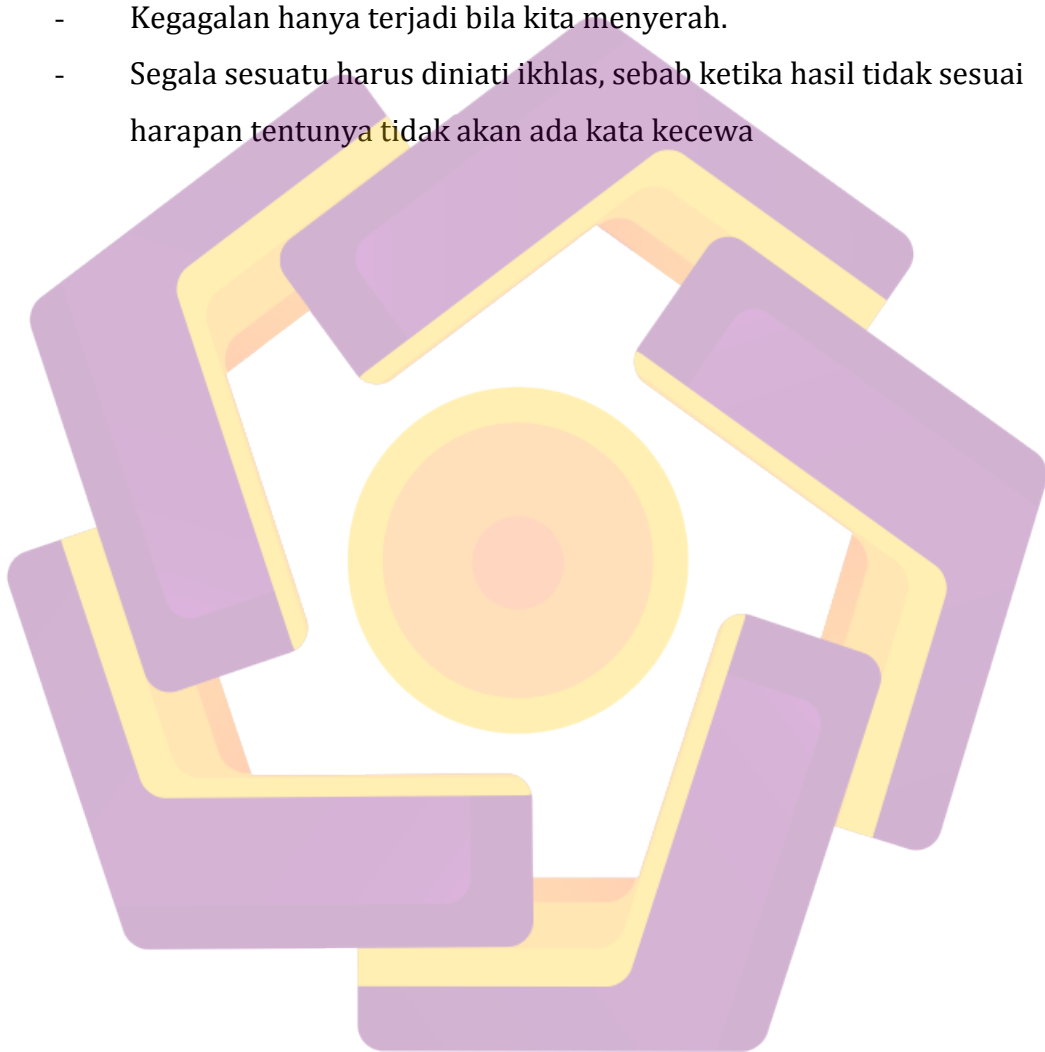 - Kegagalan hanya terjadi bila kita menyerah.
- Segala sesuatu harus diniati ikhlas, sebab ketika hasil tidak sesuai
harapan tentunya tidak akan ada kata kecewa